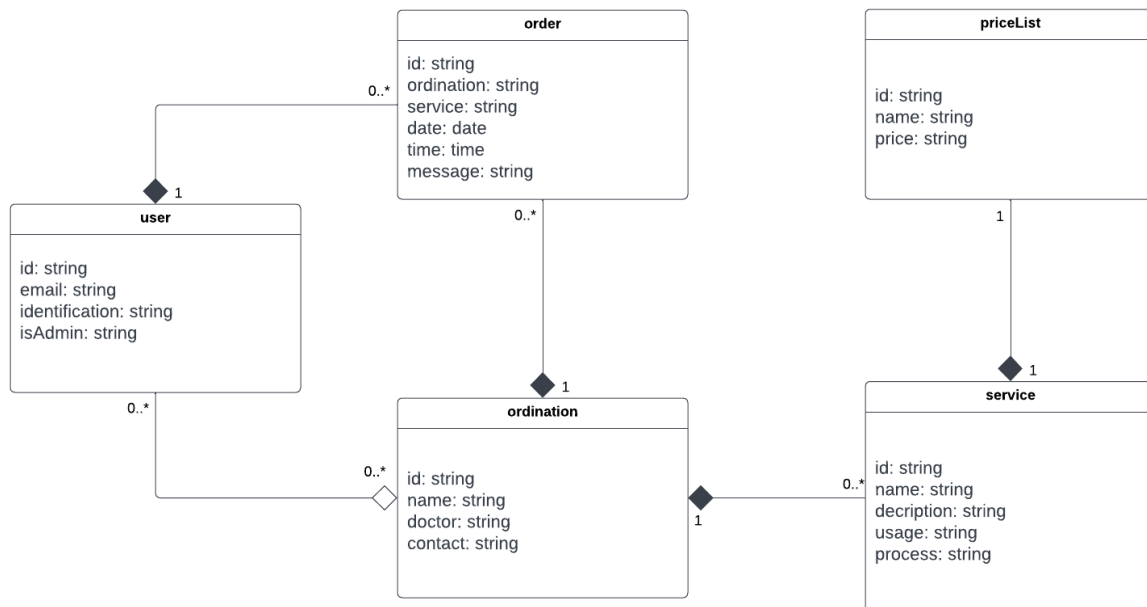 order
id: string
ordination: string
service: string
date: date
time: time
message: string
0..*
0..*
priceList
id: string
name: string
price: string
1
1
user
id: string
email: string
identification: string
isAdmin: string
0..*
1
ordination
id: string
name: string
doctor: string
contact: string
0..*
1
1
service
id: string
name: string
decription: string
usage: string
process: string
0..*